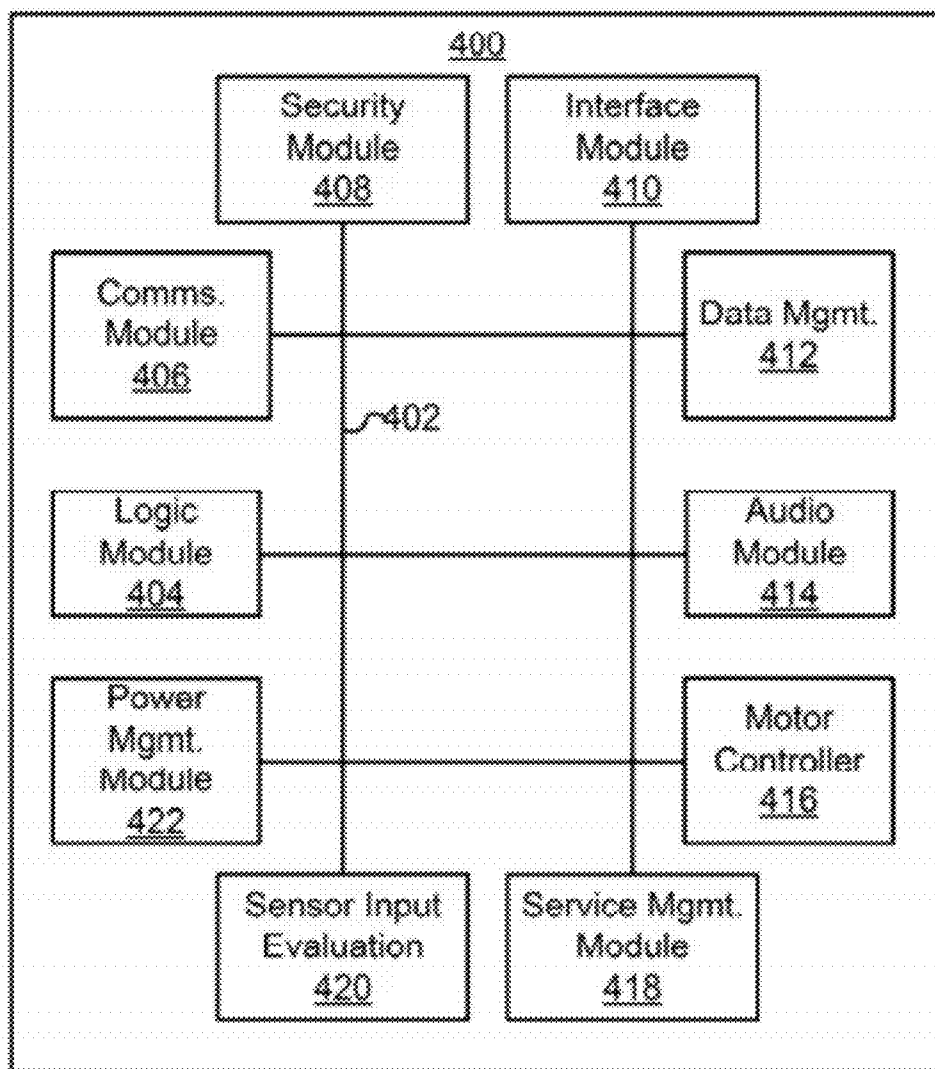 400
Security
Module
408
Interface
Module
410
Comms.
Module
406
Data Mgmt.
412
402
Logic
Module
404
Audio
Module
414
Power
Mgmt.
Module
422
Motor
Controller
416
Sensor Input
Evaluation
420
Service Mgmt.
Module
418